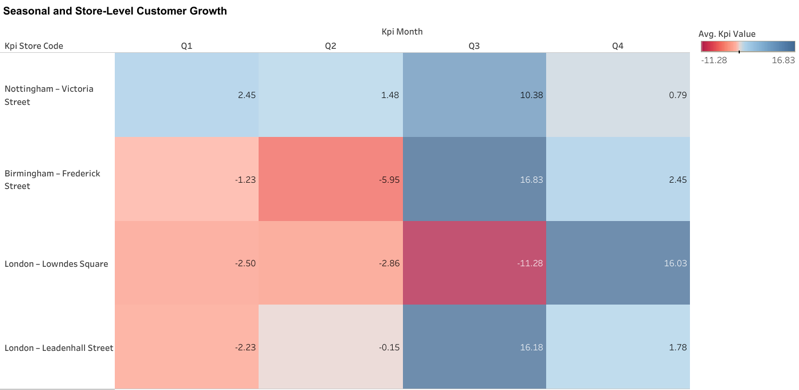 Seasonal and Store-Level Customer Growth
Kpi Month
Avg. Kpi Value
Kpi Store Code Q1 Q2 Q3 Q4
-11.28 16.83
Nottingham – Victoria
Street
2.45 1.48 10.38 0.79
Birmingham – Frederick
Street
-1.23 -5.95 16.83 2.45
London – Lowndes Square -2.50 -2.86 -11.28 16.03
London – Leadenhall Street -2.23 -0.15 16.18 1.78